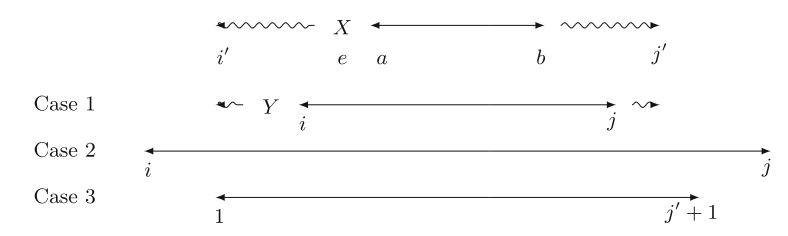 X
i′ e a b j′
Case 1 Y
i j
Case 2
i j
Case 3
1 j′ + 1